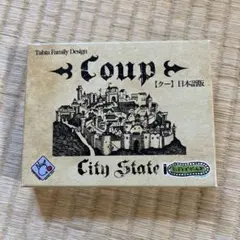 Tahta Family Design
Coup
【クー】日本語版
City State